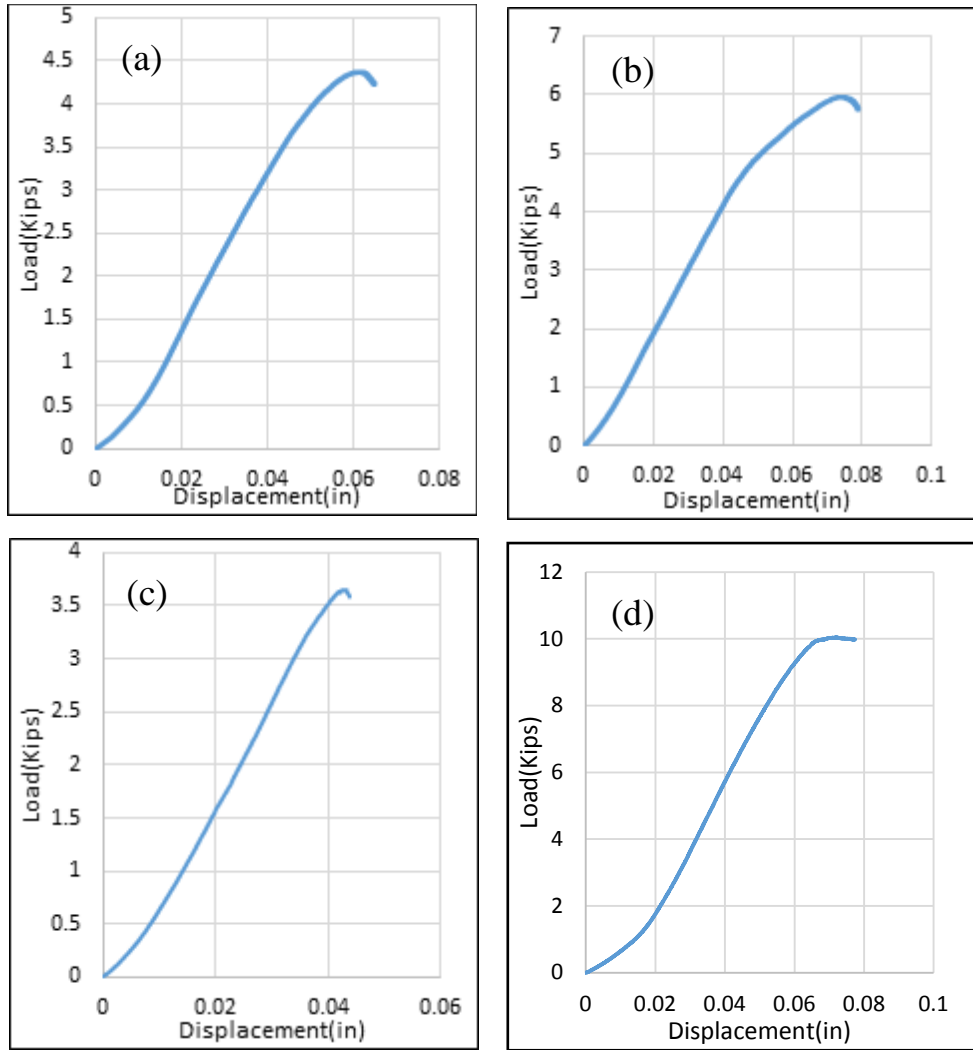 (a)
5
4.5
4
3.5
3
2.5
2
1.5
1
0.5
0
Load(Kips)
0 0.02 0.04 0.06 0.08
Displacement(in)
(b)
7
6
5
4
3
2
1
0
Load(Kips)
0 0.02 0.04 0.06 0.08 0.1
Displacement(in)
(c)
4
3.5
3
2.5
2
1.5
1
0.5
0
Load(Kips)
0 0.02 0.04 0.06
Displacement(in)
(d)
12
10
8
6
4
2
0
Load(Kips)
0 0.02 0.04 0.06 0.08 0.1
Displacement(in)